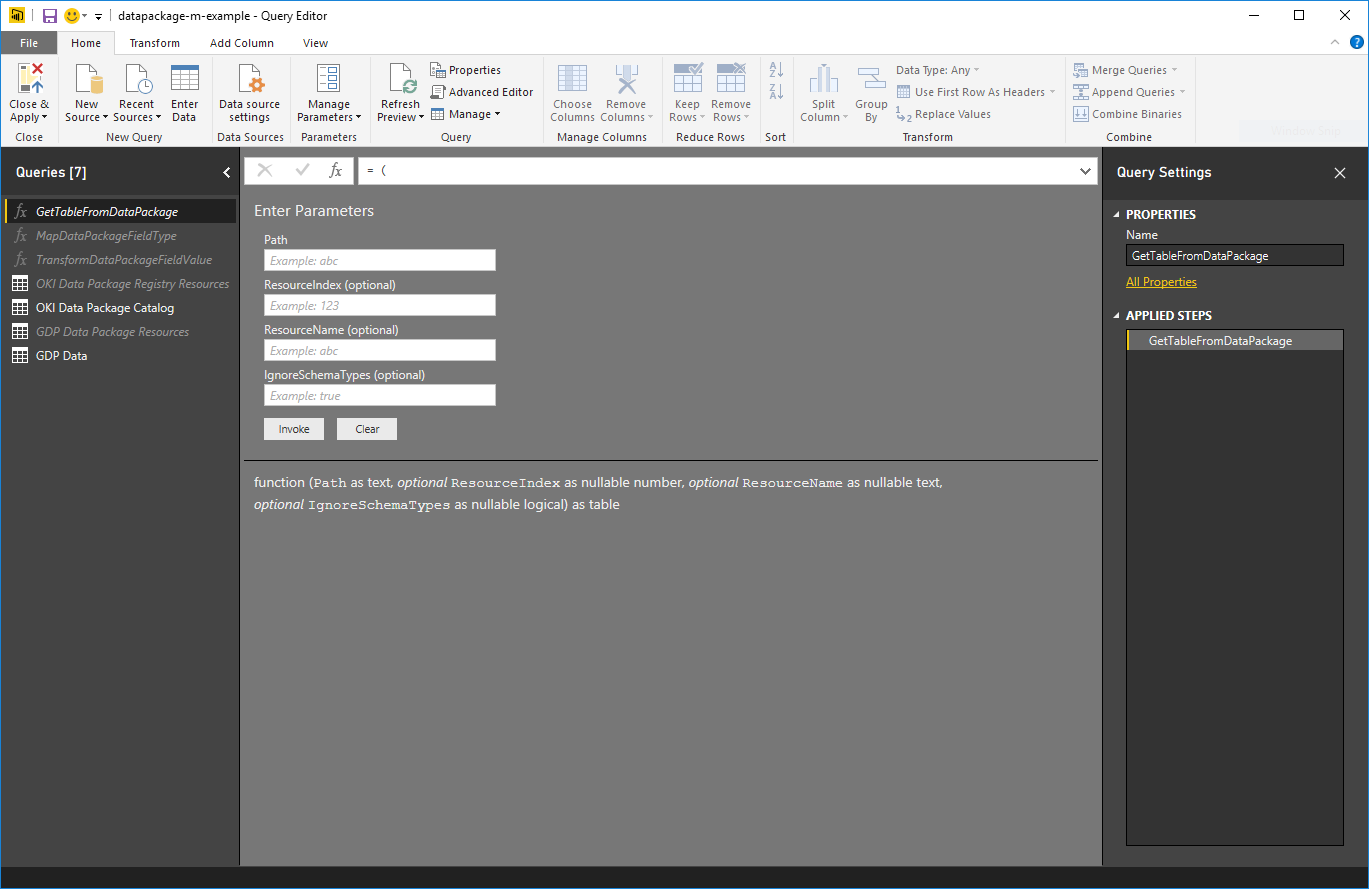 datapackage-m-example - Query Editor
File Home Transform Add Column View
Close & Apply
New Source
Recent Sources
Enter Data
Data source settings
Manage Parameters
Refresh Preview
Properties
Advanced Editor
Manage
Choose Columns
Remove Columns
Keep Rows
Remove Rows
Split Column
Group By
Data Type: Any
Use First Row As Headers
Replace Values
Merge Queries
Append Queries
Combine Binaries
Close New Query Data Sources Parameters Query Manage Columns Reduce Rows Sort Transform Combine
Queries [7]
fx GetTableFromDataPackage
fx MapDataPackageFieldType
fx TransformDataPackageFieldValue
OKI Data Package Registry Resources
OKI Data Package Catalog
GDP Data Package Resources
GDP Data
fx = (
Enter Parameters
Path
Example: abc
ResourceIndex (optional)
Example: 123
ResourceName (optional)
Example: abc
IgnoreSchemaTypes (optional)
Example: true
Invoke Clear
function (Path as text, optional ResourceIndex as nullable number, optional ResourceName as nullable text,
optional IgnoreSchemaTypes as nullable logical) as table
Query Settings
PROPERTIES
Name
GetTableFromDataPackage
All Properties
APPLIED STEPS
GetTableFromDataPackage